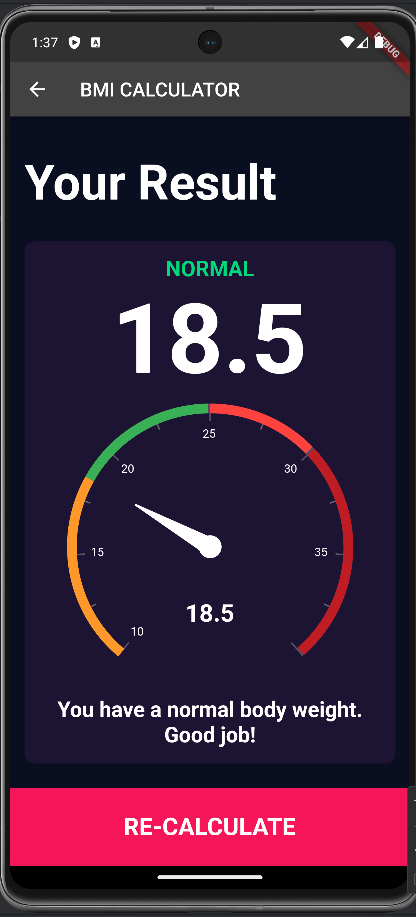 1:37
A
DEBUG
BMI CALCULATOR
Your Result
NORMAL
18.5
25
20
30
15
35
18.5
10
You have a normal body weight.
Good job!
RE-CALCULATE